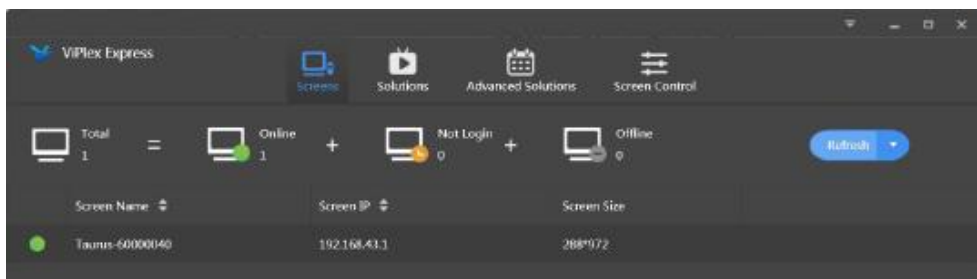 ViPlex Express
Screens
Solutions
Advanced Solutions
Screen Control
Total
1
=
Online
1
+
Not Login
0
+
Offline
0
Refresh
Screen Name
Screen IP
Screen Size
Taurus-60000040
192.168.43.1
288*972